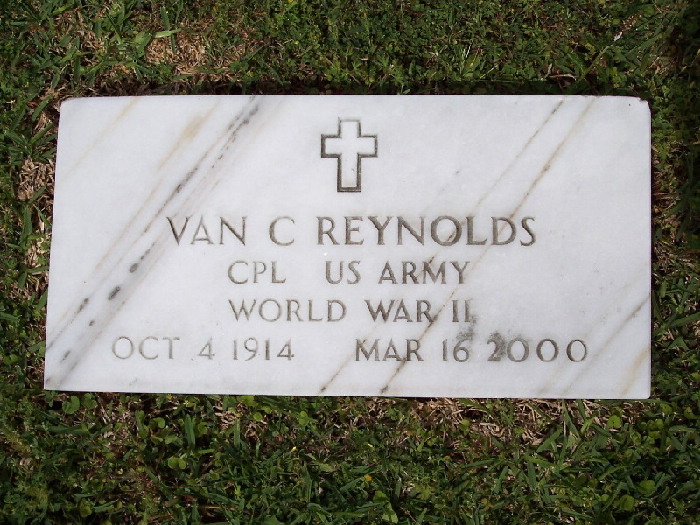 VAN C REYNOLDS
CPL US ARMY
WORLD WAR II
OCT 4 1914 MAR 16 2000